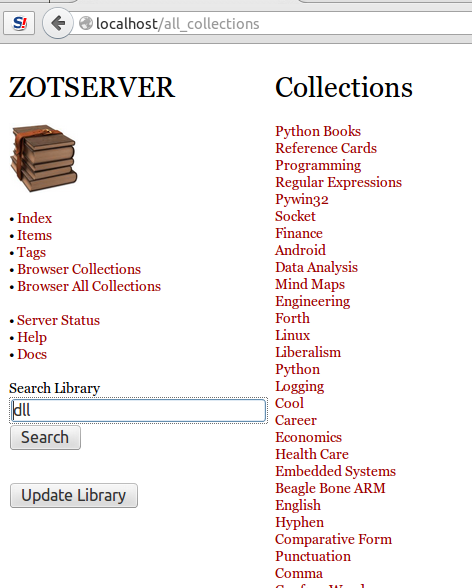 S!
localhost/all_collections
ZOTSERVER
• Index
• Items
• Tags
• Browser Collections
• Browser All Collections
• Server Status
• Help
• Docs
Search Library
dll
Search
Update Library
Collections
Python Books
Reference Cards
Programming
Regular Expressions
Pywin32
Socket
Finance
Android
Data Analysis
Mind Maps
Engineering
Forth
Linux
Liberalism
Python
Logging
Cool
Career
Economics
Health Care
Embedded Systems
Beagle Bone ARM
English
Hyphen
Comparative Form
Punctuation
Comma